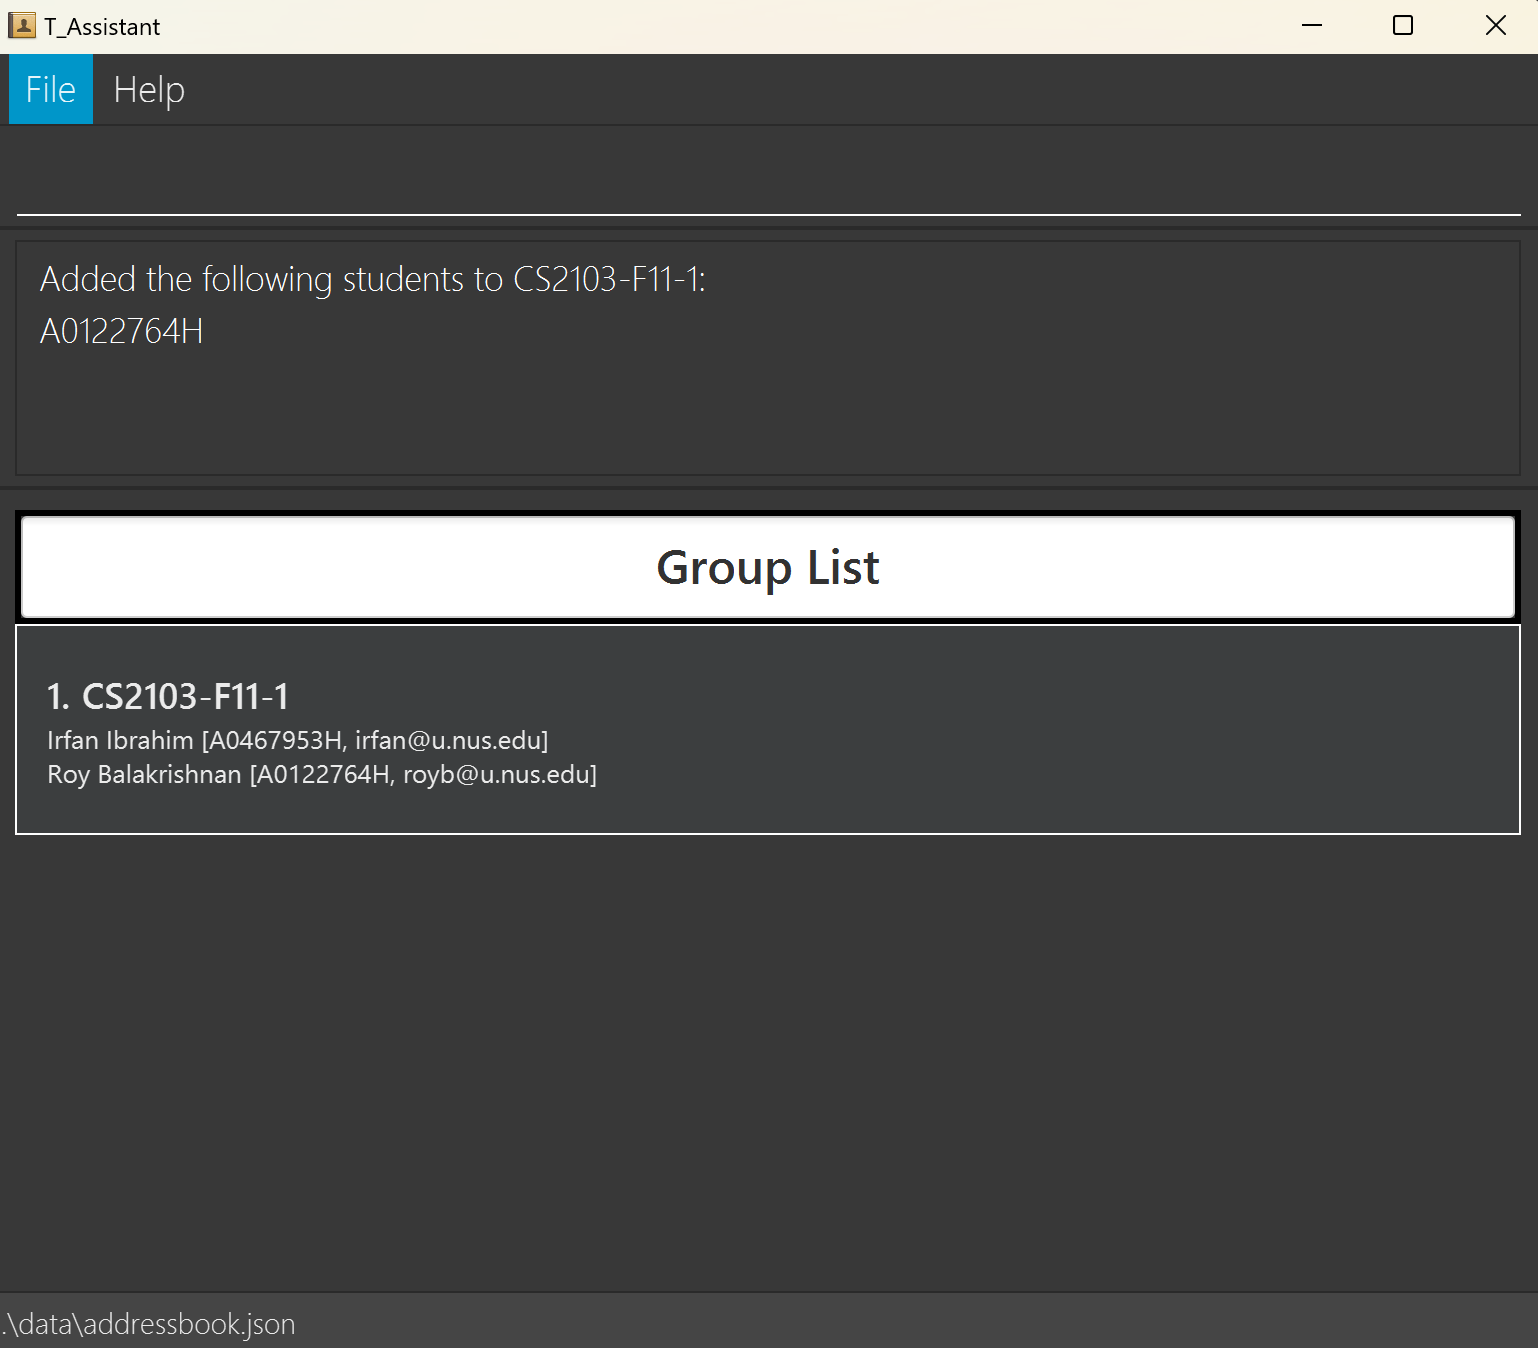 T_Assistant
File Help
Added the following students to CS2103-F11-1:
A0122764H
Group List
1. CS2103-F11-1
Irfan Ibrahim [A0467953H, irfan@u.nus.edu]
Roy Balakrishnan [A0122764H, royb@u.nus.edu]
.\data\addressbook.json